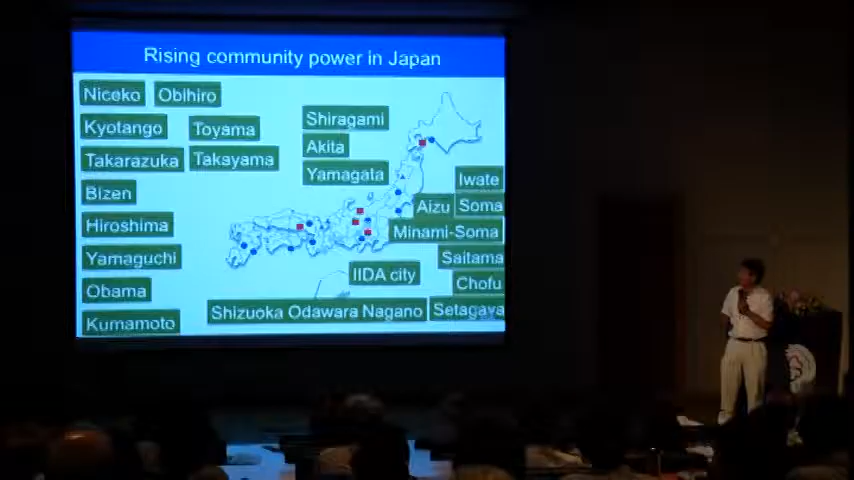 Rising community power in Japan
Niceko
Obihiro
Kyotango
Toyama
Takarazuka
Takayama
Bizen
Hiroshima
Yamaguchi
Obama
Kumamoto
Shiragami
Akita
Yamagata
Iwate
Aizu
Soma
Minami-Soma
Saitama
IIDA city
Chofu
Shizuoka Odawara Nagano
Setagaya